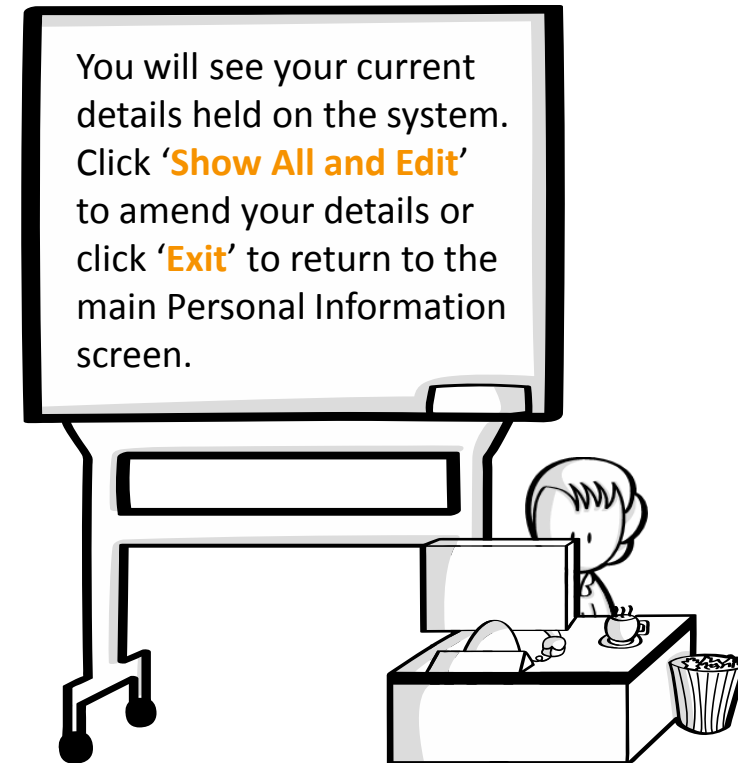 You will see your current
details held on the system.
Click ‘Show All and Edit’
to amend your details or
click ‘Exit’ to return to the
main Personal Information
screen.